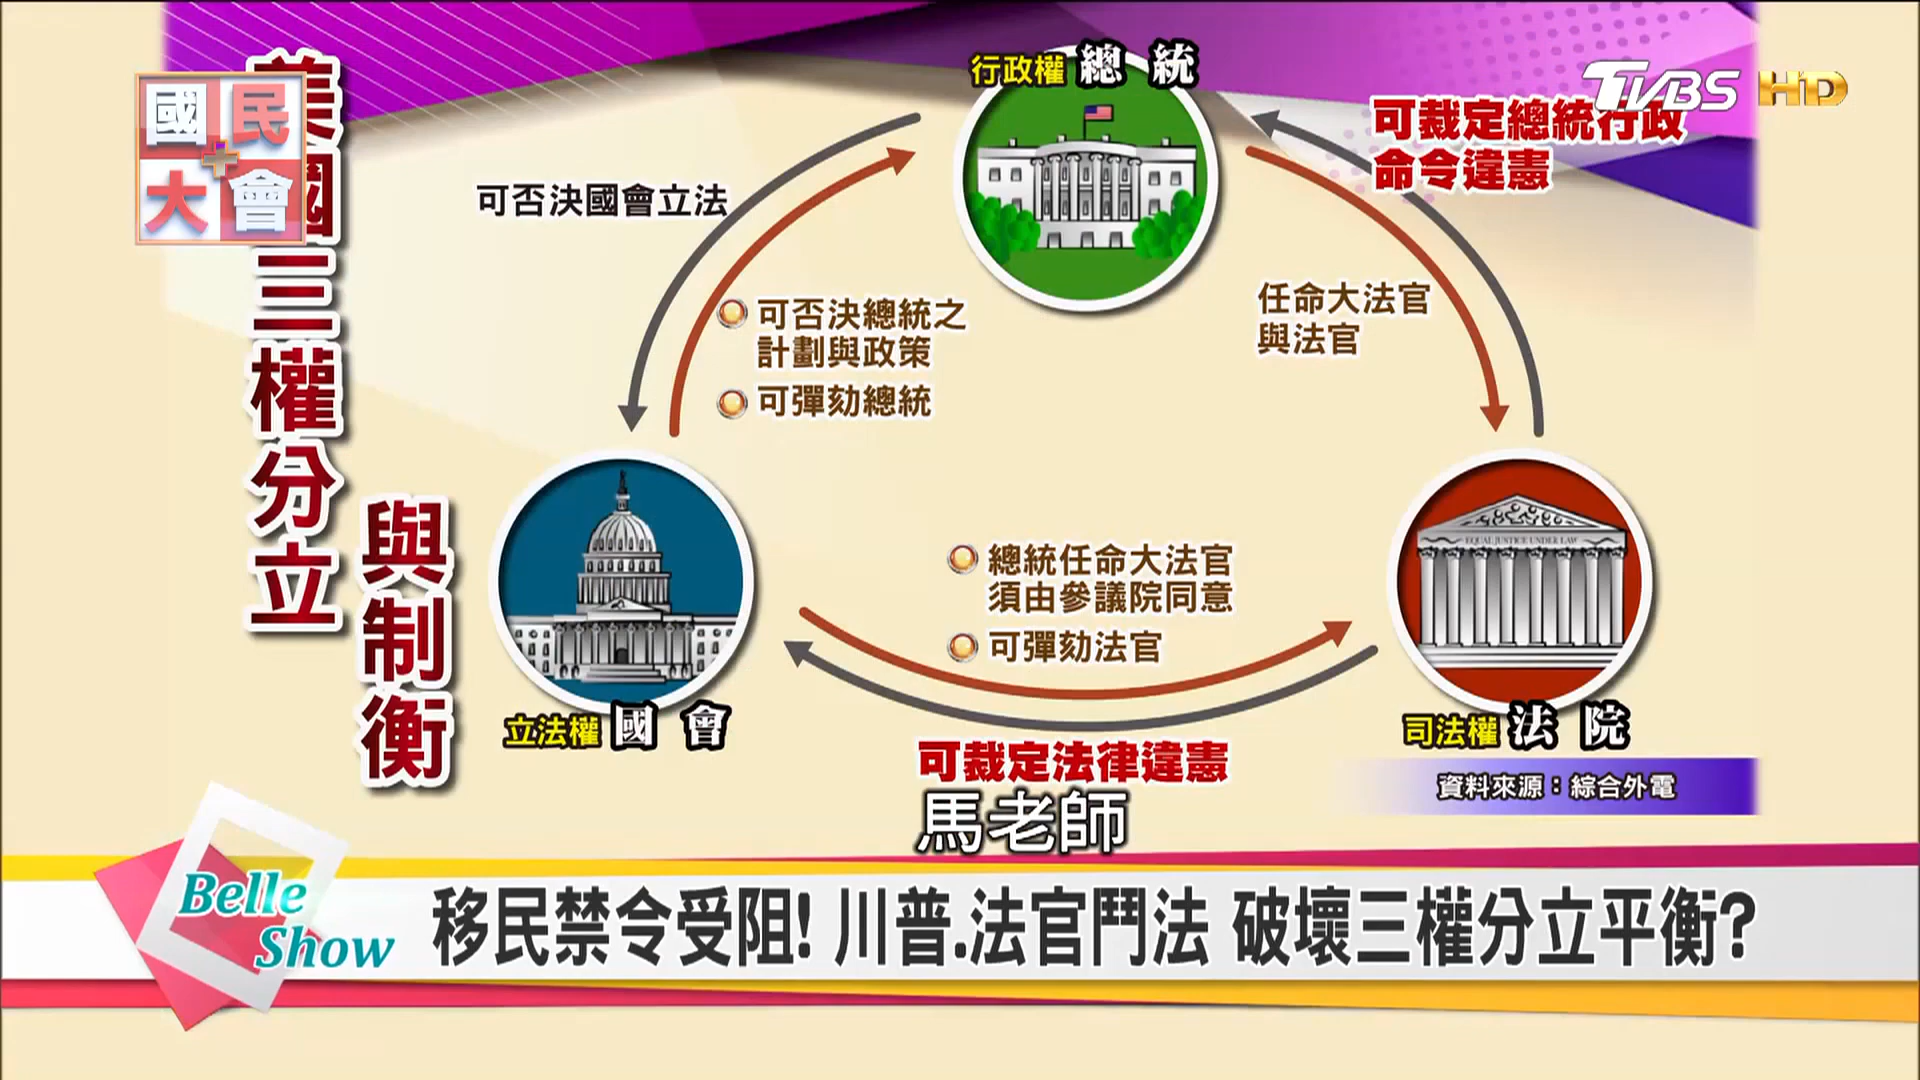 美國三權分立
與制衡
國民
大會
行政權 總統
TVBS HD
可裁定總統行政
命令違憲
可否決國會立法
可否決總統之
計劃與政策
可彈劾總統
任命大法官
與法官
EQUAL JUSTICE UNDER LAW
總統任命大法官
須由參議院同意
可彈劾法官
立法權 國會
司法權 法院
可裁定法律違憲
資料來源：綜合外電
馬老師
Belle
Show
移民禁令受阻! 川普.法官鬥法 破壞三權分立平衡?